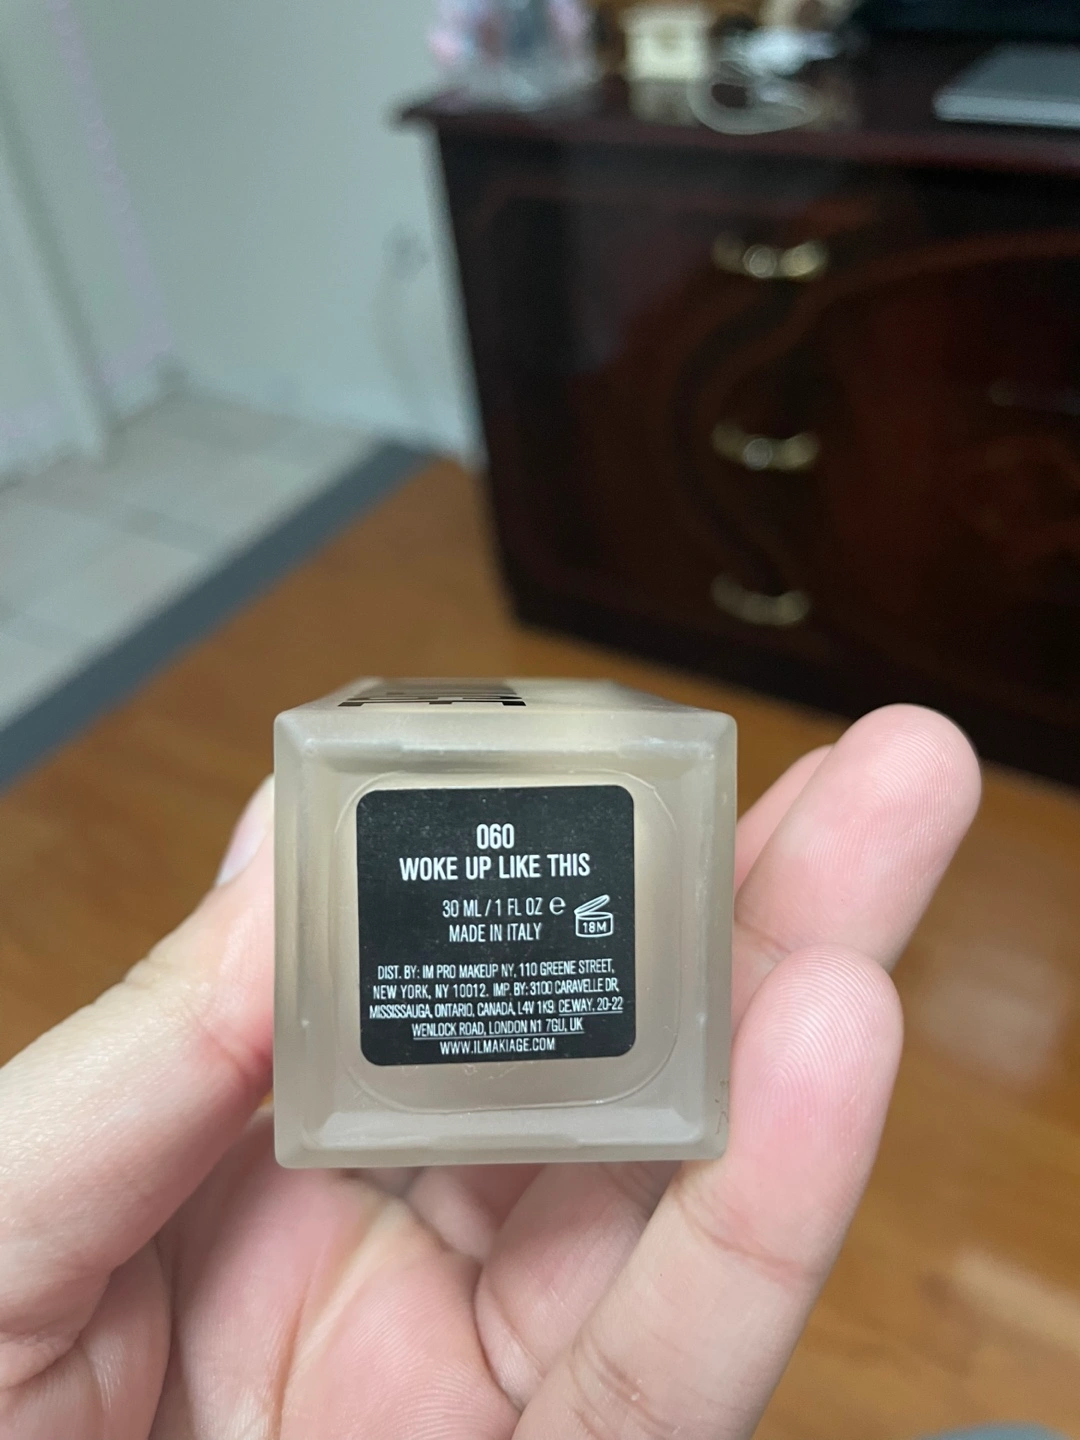 060
WOKE UP LIKE THIS
30 ML / 1 FL OZ ℮
18M
MADE IN ITALY
DIST. BY: IM PRO MAKEUP NY, 110 GREENE STREET,
NEW YORK, NY 10012. IMP. BY: 3100 CARAVELLE DR,
MISSISSAUGA, ONTARIO, CANADA, L4V 1K9. CEWAY, 20-22
WENLOCK ROAD, LONDON N1 7GU, UK
WWW.ILMAKIAGE.COM